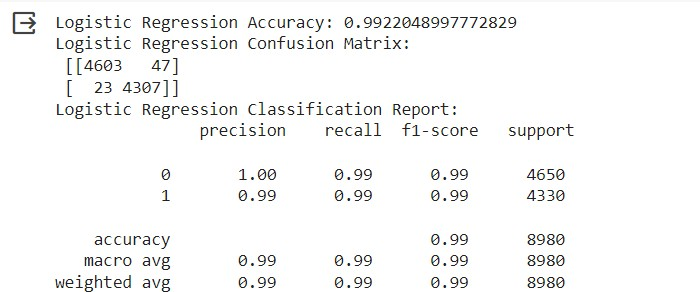 Logistic Regression Accuracy: 0.9922048997772829
Logistic Regression Confusion Matrix:
[[4603   47]
[  23 4307]]
Logistic Regression Classification Report:
precision recall f1-score support
0 1.00 0.99 0.99 4650
1 0.99 0.99 0.99 4330
accuracy 0.99 8980
macro avg 0.99 0.99 0.99 8980
weighted avg 0.99 0.99 0.99 8980